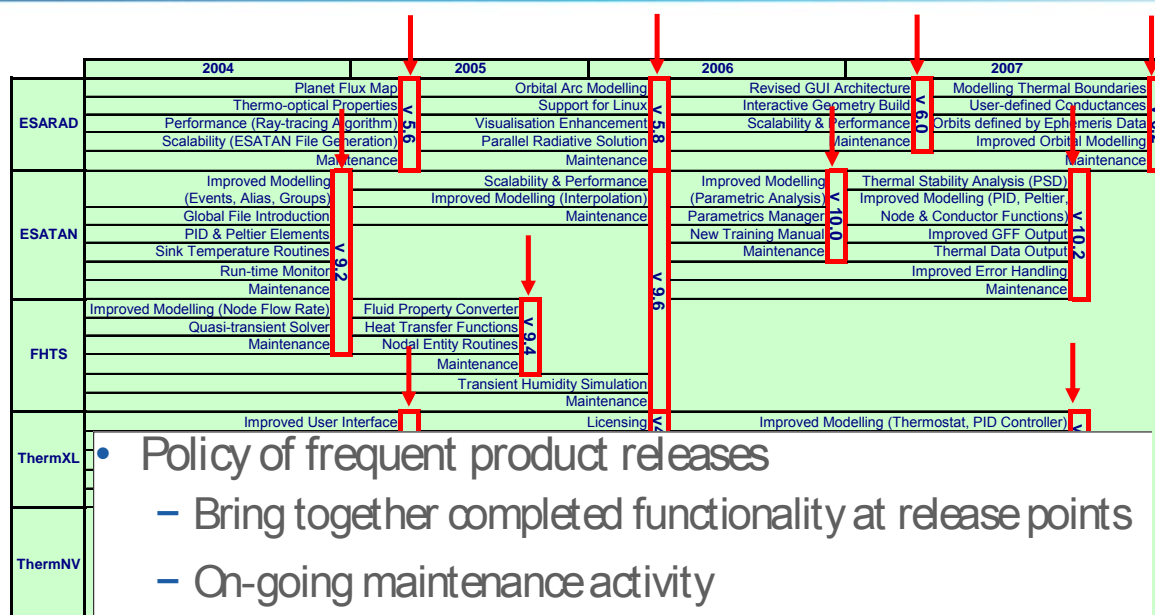 2004 2005 2006 2007
ESARAD
Planet Flux Map
Thermo-optical Properties
Performance (Ray-tracing Algorithm)
Scalability (ESATAN File Generation)
Maintenance
v 5.6
Orbital Arc Modelling
Support for Linux
Visualisation Enhancement
Parallel Radiative Solution
Maintenance
v 5.8
Revised GUI Architecture
Interactive Geometry Build
Scalability & Performance
Maintenance
v 6.0
Modelling Thermal Boundaries
User-defined Conductances
Orbits defined by Ephemeris Data
Improved Orbital Modelling
Maintenance
ESATAN
Improved Modelling
(Events, Alias, Groups)
Global File Introduction
PID & Peltier Elements
Sink Temperature Routines
Run-time Monitor
Maintenance
v 9.2
Scalability & Performance
Improved Modelling (Interpolation)
Maintenance
v 9.6
Improved Modelling
(Parametric Analysis)
Parametrics Manager
New Training Manual
Maintenance
v 10.0
Thermal Stability Analysis (PSD)
Improved Modelling (PID, Peltier,
Node & Conductor Functions)
Improved GFF Output
Thermal Data Output
Improved Error Handling
Maintenance
v 10.2
FHTS
Improved Modelling (Node Flow Rate)
Quasi-transient Solver
Maintenance
Fluid Property Converter
Heat Transfer Functions
Nodal Entity Routines
Maintenance
v 9.4
Transient Humidity Simulation
Maintenance
ThermXL
Improved User Interface
Licensing
Improved Modelling (Thermostat, PID Controller)
ThermNV
• Policy of frequent product releases
– Bring together completed functionality at release points
– On-going maintenance activity